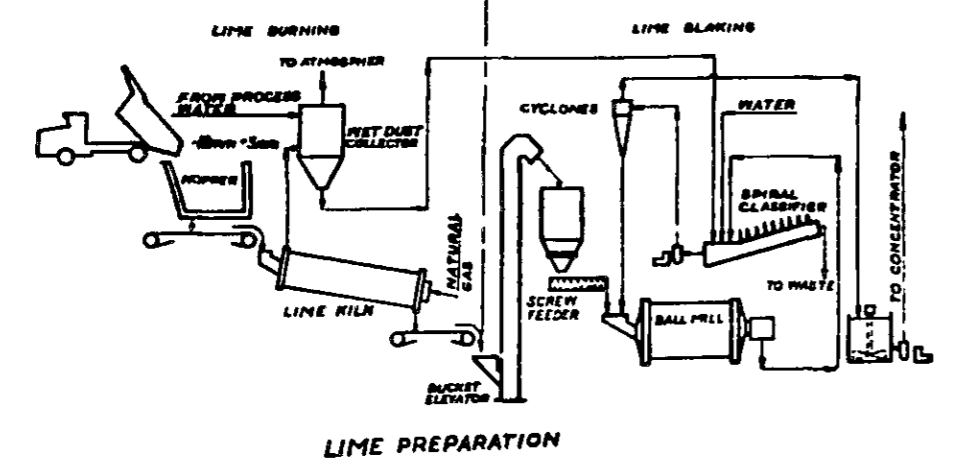 LIME BURNING
LIME SLAKING
TO ATMOSPHER
FROM PROCESS
WATER
WET DUST
COLLECTOR
CYCLONES
WATER
HOPPER
SPIRAL
CLASSIFIER
NATURAL
GAS
TO WASTE
TO CONCENTRATOR
LIME KILN
SCREW
FEEDER
BALL MILL
BUCKET
ELEVATOR
LIME PREPARATION